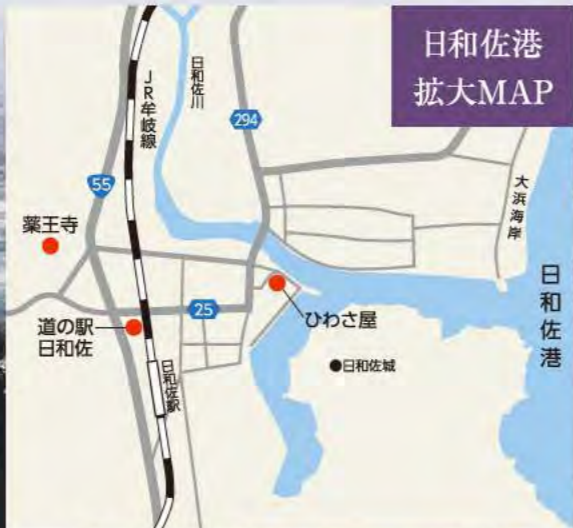 日和佐港
拡大MAP
JR牟岐線
日和佐川
294
55
大浜海岸
薬王寺
日和佐港
25
ひわさ屋
道の駅
日和佐
日和佐駅
●日和佐城